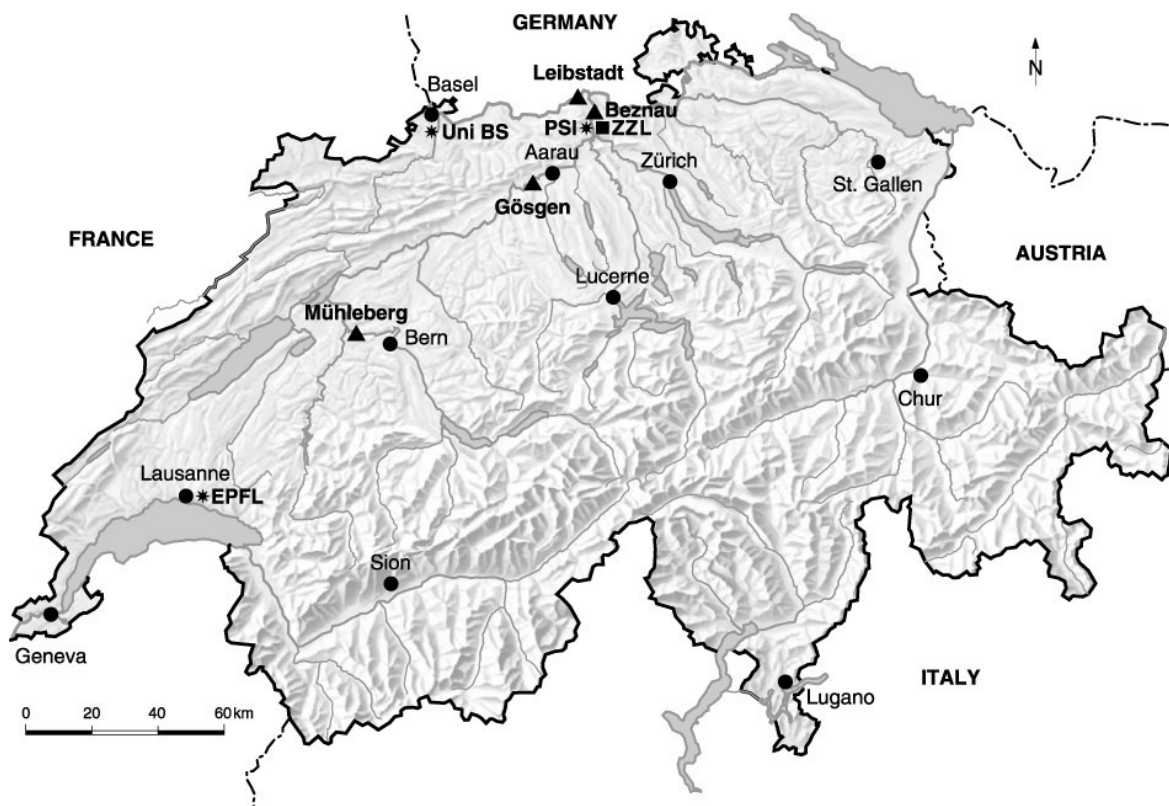 GERMANY
N
Leibstadt
Basel
Beznau
Uni BS
PSI ZZL
Aarau
Zürich
St. Gallen
Gösgen
FRANCE
AUSTRIA
Lucerne
Mühleberg
Bern
Chur
Lausanne
EPFL
Sion
Geneva
ITALY
Lugano
0 20 40 60 km